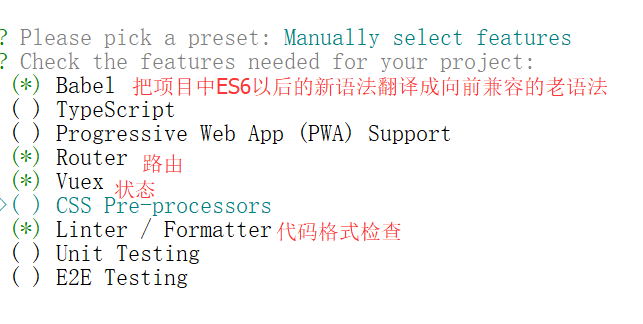 ? Please pick a preset: Manually select features
? Check the features needed for your project:
(*) Babel 把项目中ES6以后的新语法翻译成向前兼容的老语法
( ) TypeScript
( ) Progressive Web App (PWA) Support
(*) Router 路由
(*) Vuex 状态
>( ) CSS Pre-processors
(*) Linter / Formatter 代码格式检查
( ) Unit Testing
( ) E2E Testing